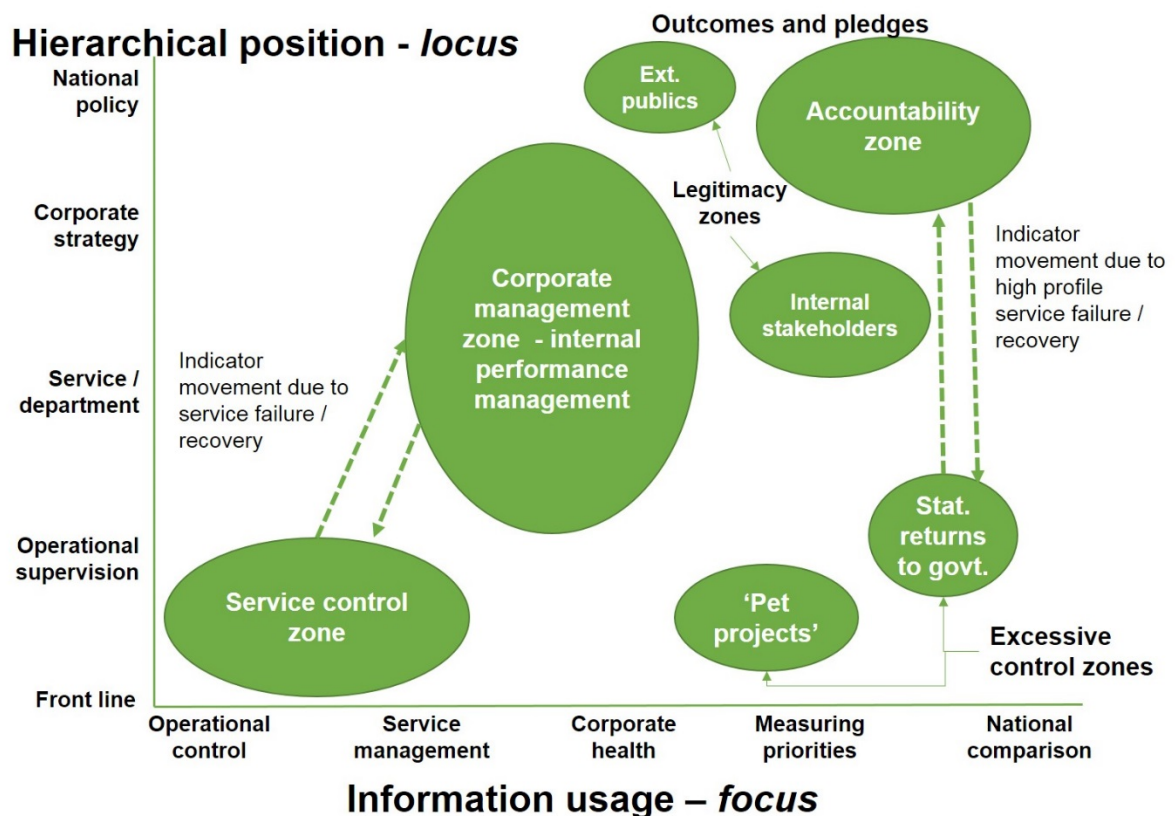 Hierarchical position - locus
Outcomes and pledges
National
policy
Corporate
strategy
Service /
department
Operational
supervision
Front line
Ext.
publics
Accountability
zone
Legitimacy
zones
Corporate
management
zone - internal
performance
management
Internal
stakeholders
Indicator
movement due to
high profile
service failure /
recovery
Indicator
movement due to
service failure /
recovery
Stat.
returns
to govt.
Service control
zone
‘Pet
projects’
Excessive
control zones
Operational
control
Service
management
Corporate
health
Measuring
priorities
National
comparison
Information usage – focus